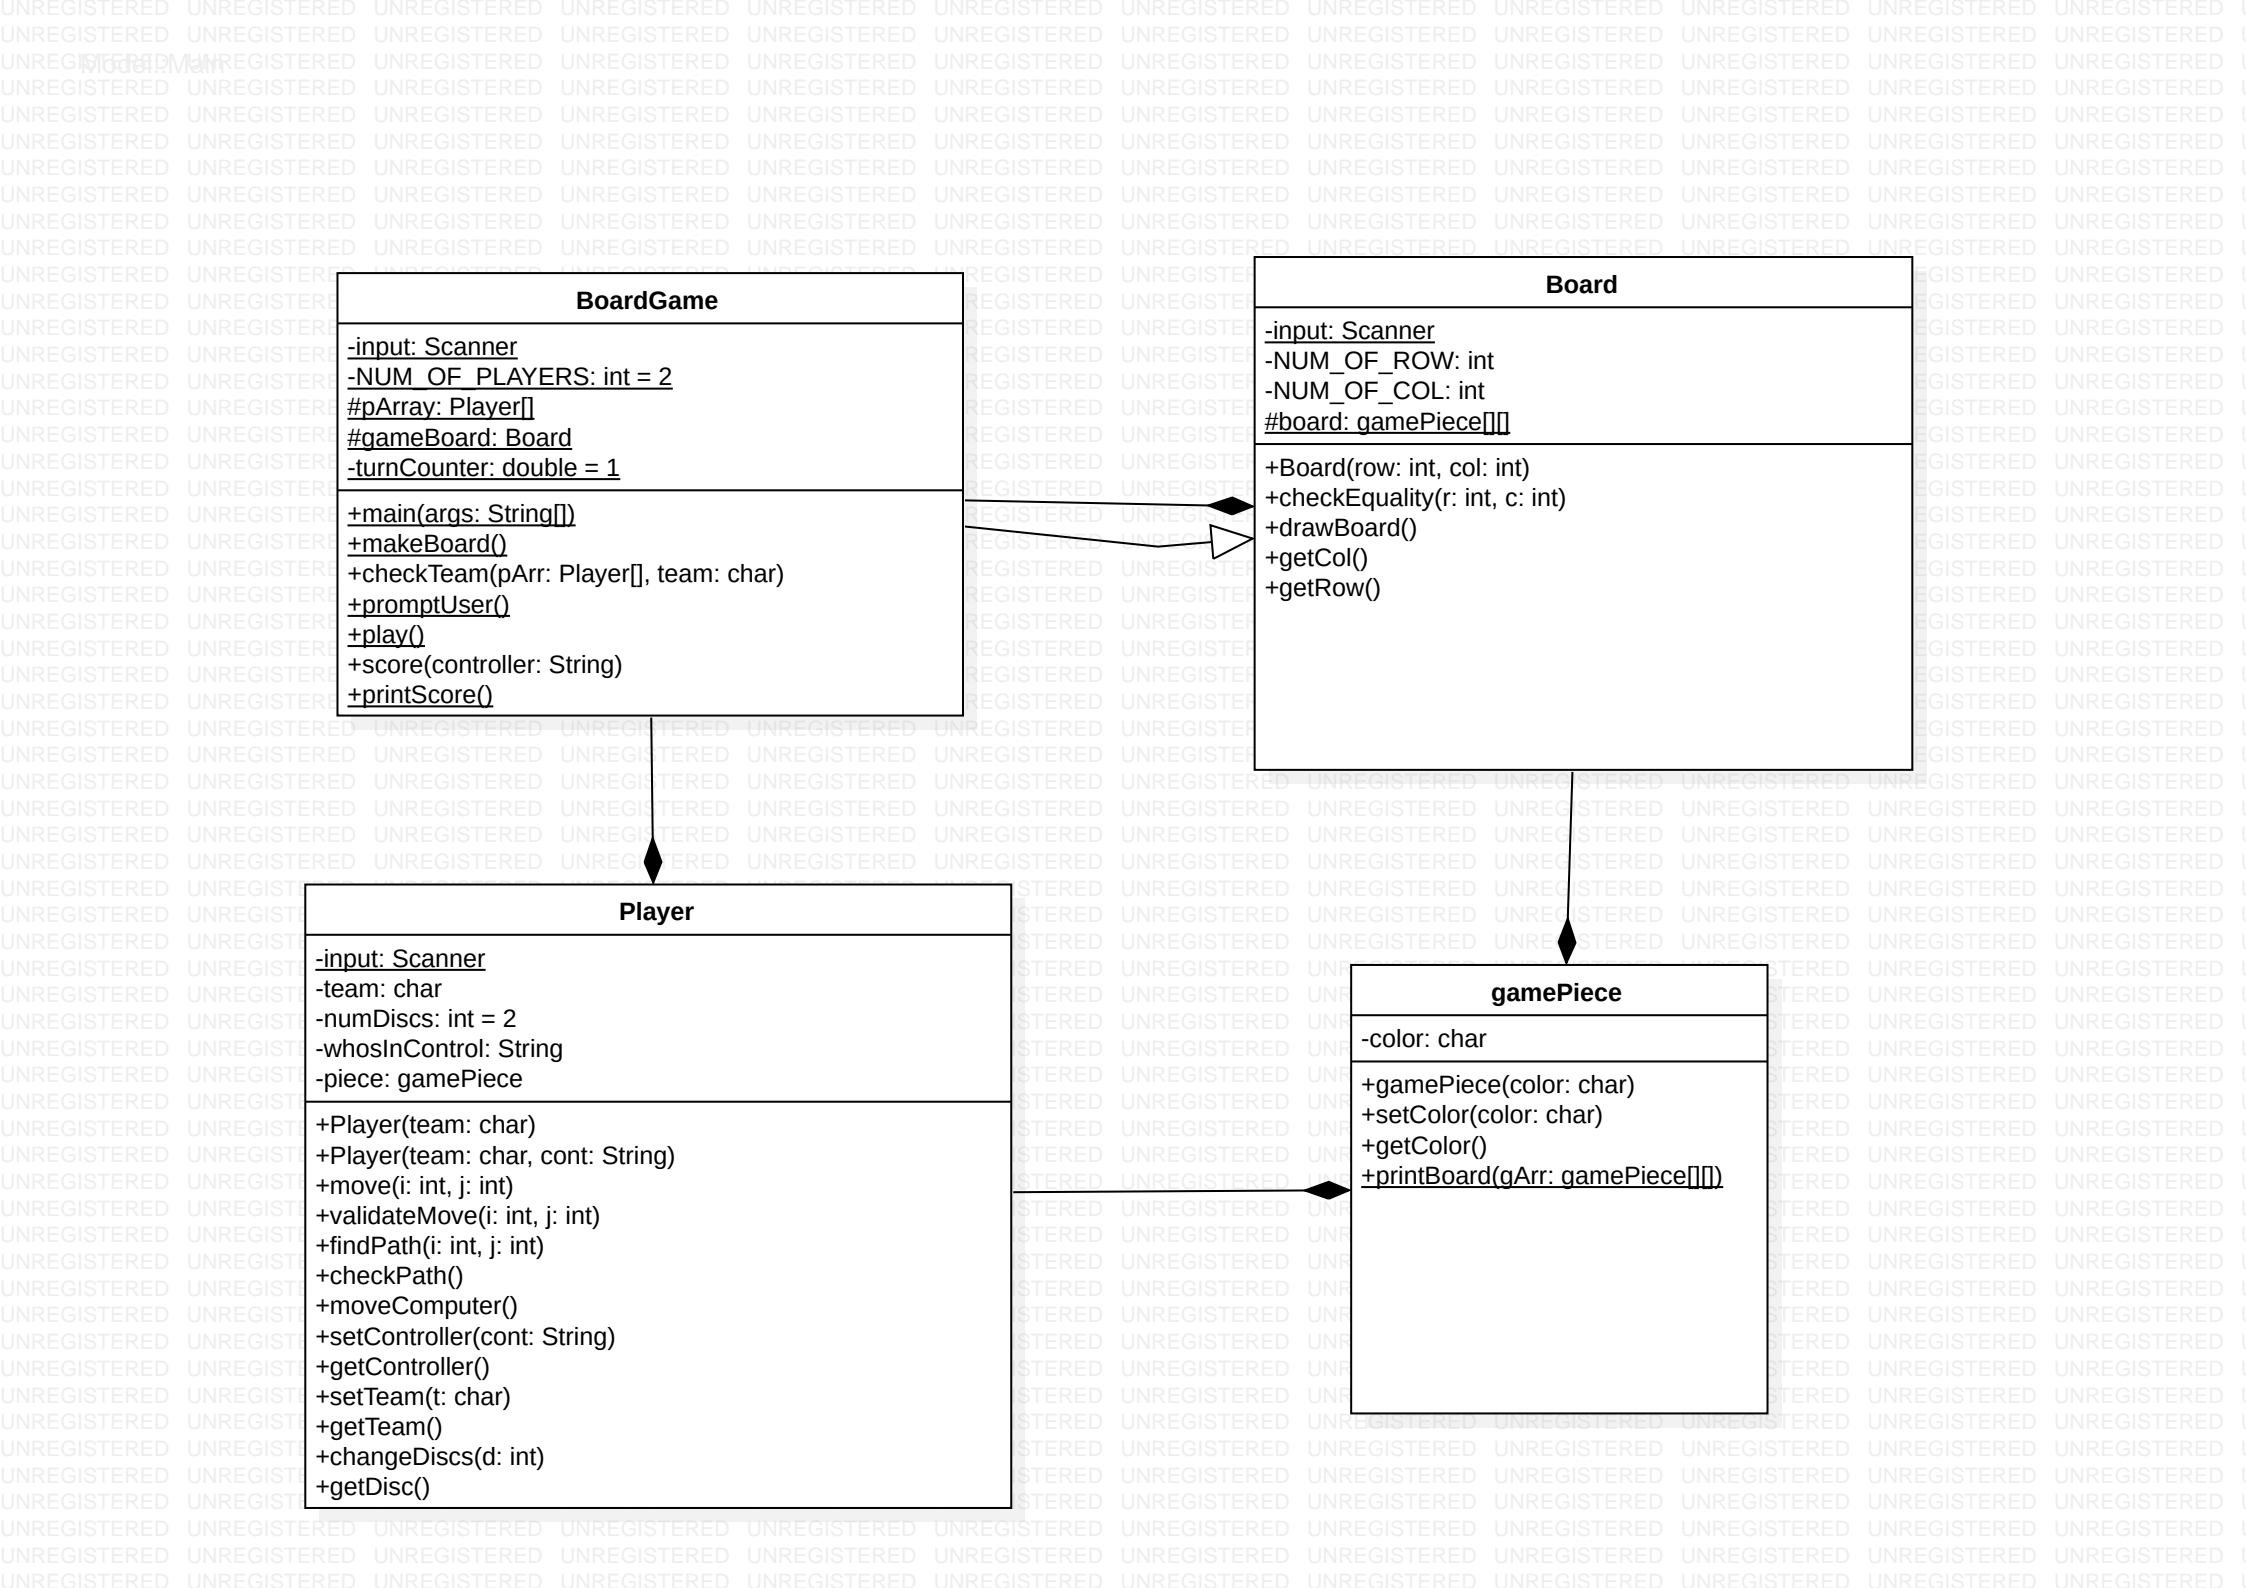 Model::Main
BoardGame
-input: Scanner
-NUM_OF_PLAYERS: int = 2
#pArray: Player[]
#gameBoard: Board
-turnCounter: double = 1
+main(args: String[])
+makeBoard()
+checkTeam(pArr: Player[], team: char)
+promptUser()
+play()
+score(controller: String)
+printScore()
Board
-input: Scanner
-NUM_OF_ROW: int
-NUM_OF_COL: int
#board: gamePiece[][]
+Board(row: int, col: int)
+checkEquality(r: int, c: int)
+drawBoard()
+getCol()
+getRow()
Player
-input: Scanner
-team: char
-numDiscs: int = 2
-whosInControl: String
-piece: gamePiece
+Player(team: char)
+Player(team: char, cont: String)
+move(i: int, j: int)
+validateMove(i: int, j: int)
+findPath(i: int, j: int)
+checkPath()
+moveComputer()
+setController(cont: String)
+getController()
+setTeam(t: char)
+getTeam()
+changeDiscs(d: int)
+getDisc()
gamePiece
-color: char
+gamePiece(color: char)
+setColor(color: char)
+getColor()
+printBoard(gArr: gamePiece[][])
UNREGISTERED